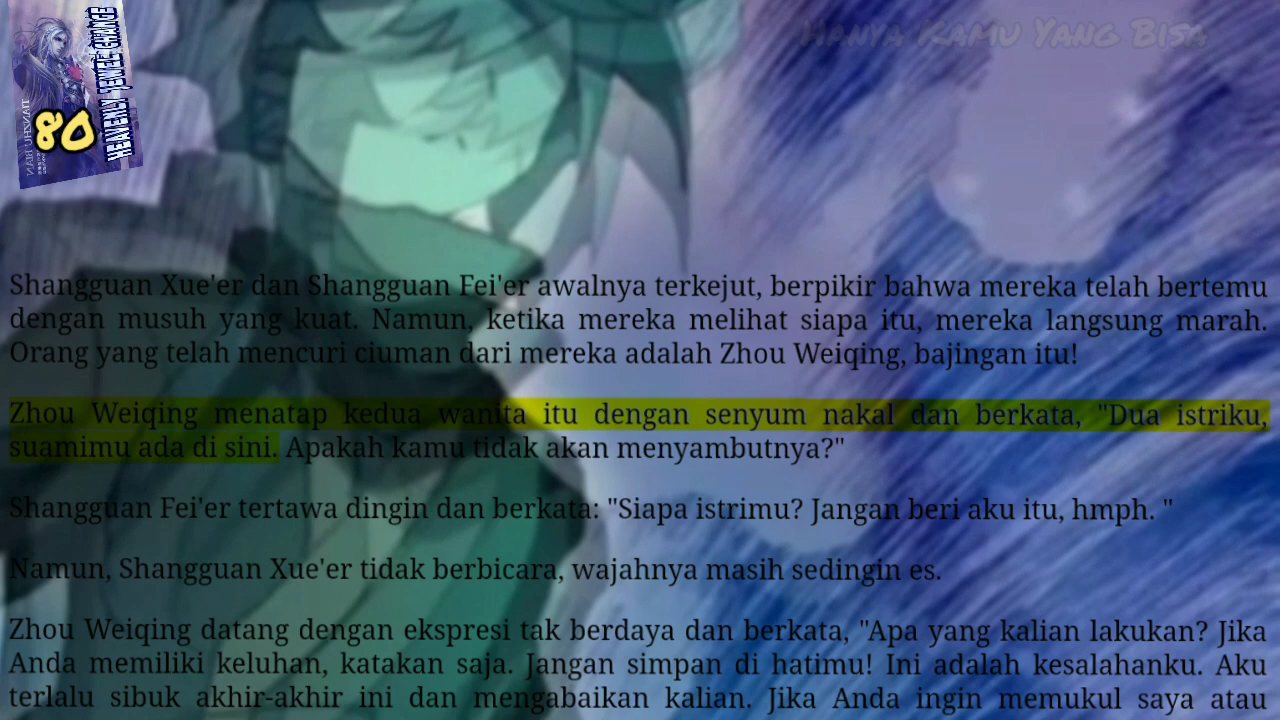 Hanya Kamu Yang Bisa
HEAVENLY JEWEL CHANGE
TIANZHU BIAN
80
Shangguan Xue'er dan Shangguan Fei'er awalnya terkejut, berpikir bahwa mereka telah bertemu
dengan musuh yang kuat. Namun, ketika mereka melihat siapa itu, mereka langsung marah.
Orang yang telah mencuri ciuman dari mereka adalah Zhou Weiqing, bajingan itu!
Zhou Weiqing menatap kedua wanita itu dengan senyum nakal dan berkata, "Dua istriku,
suamimu ada di sini. Apakah kamu tidak akan menyambutnya?"
Shangguan Fei'er tertawa dingin dan berkata: "Siapa istrimu? Jangan beri aku itu, hmph. "
Namun, Shangguan Xue'er tidak berbicara, wajahnya masih sedingin es.
Zhou Weiqing datang dengan ekspresi tak berdaya dan berkata, "Apa yang kalian lakukan? Jika
Anda memiliki keluhan, katakan saja. Jangan simpan di hatimu! Ini adalah kesalahanku. Aku
terlalu sibuk akhir-akhir ini dan mengabaikan kalian. Jika Anda ingin memukul saya atau